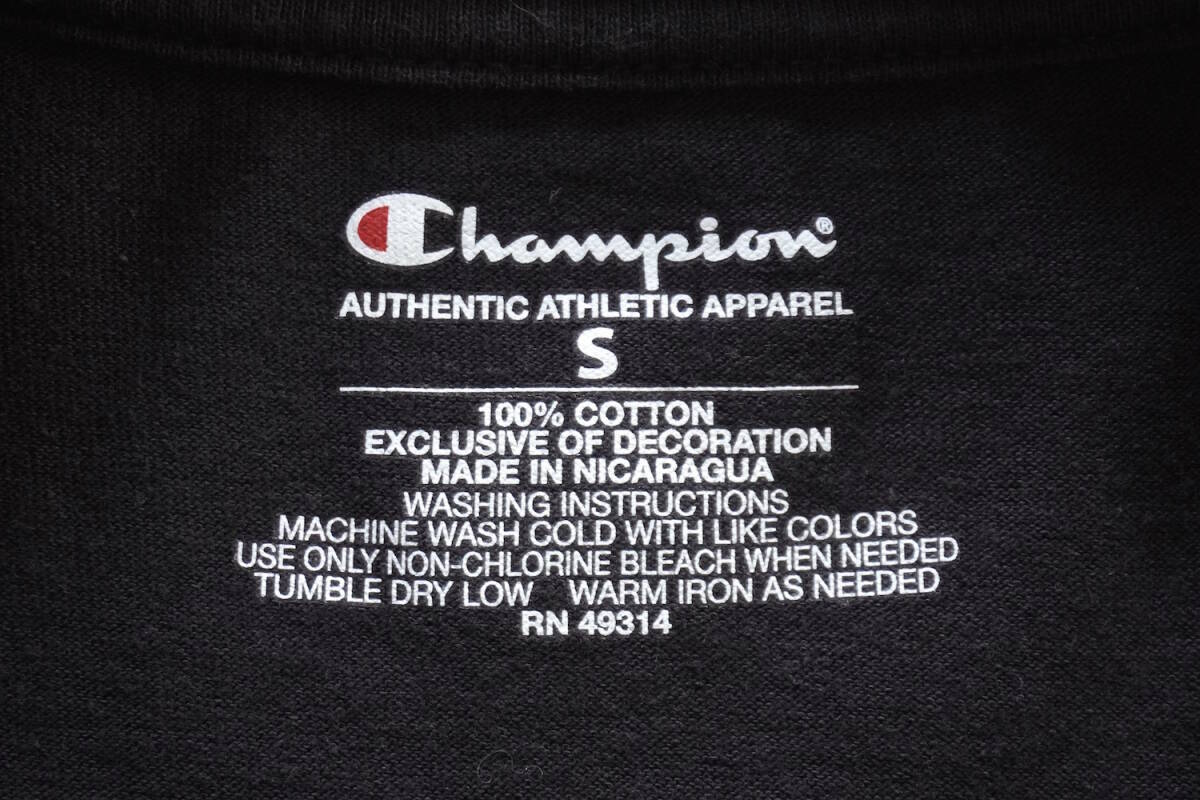 Champion®
AUTHENTIC ATHLETIC APPAREL
S
100% COTTON
EXCLUSIVE OF DECORATION
MADE IN NICARAGUA
WASHING INSTRUCTIONS
MACHINE WASH COLD WITH LIKE COLORS
USE ONLY NON-CHLORINE BLEACH WHEN NEEDED
TUMBLE DRY LOW WARM IRON AS NEEDED
RN 49314